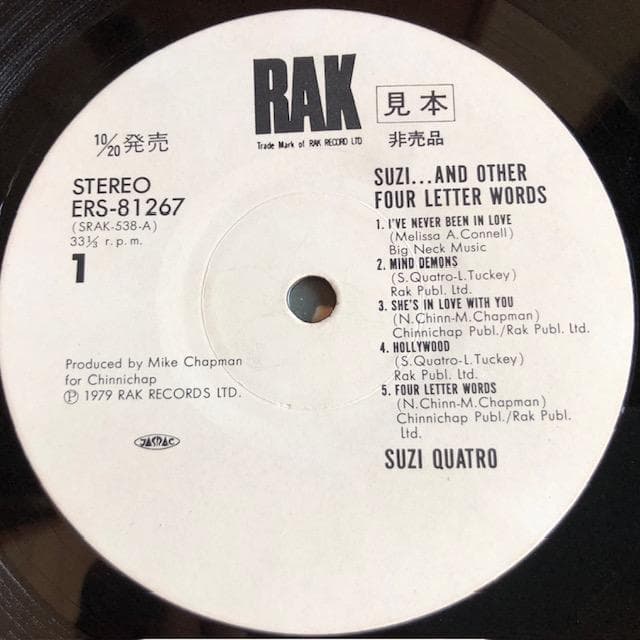 RAK
Trade Mark of RAK RECORD LTD
見本
非売品
10/20 発売
STEREO
ERS-81267
(SRAK-538-A)
33⅓ r.p.m.
1
SUZI...AND OTHER
FOUR LETTER WORDS
1. I'VE NEVER BEEN IN LOVE
(Melissa A.Connell)
Big Neck Music
2. MIND DEMONS
(S.Quatro-L.Tuckey)
Rak Publ. Ltd.
3. SHE'S IN LOVE WITH YOU
(N.Chinn-M.Chapman)
Chinnichap Publ./Rak Publ. Ltd.
4. HOLLYWOOD
(S.Quatro-L.Tuckey)
Rak Publ. Ltd.
5. FOUR LETTER WORDS
(N.Chinn-M.Chapman)
Chinnichap Publ./Rak Publ.
Ltd.
SUZI QUATRO
Produced by Mike Chapman
for Chinnichap
Ⓟ 1979 RAK RECORDS LTD.
JASRAC